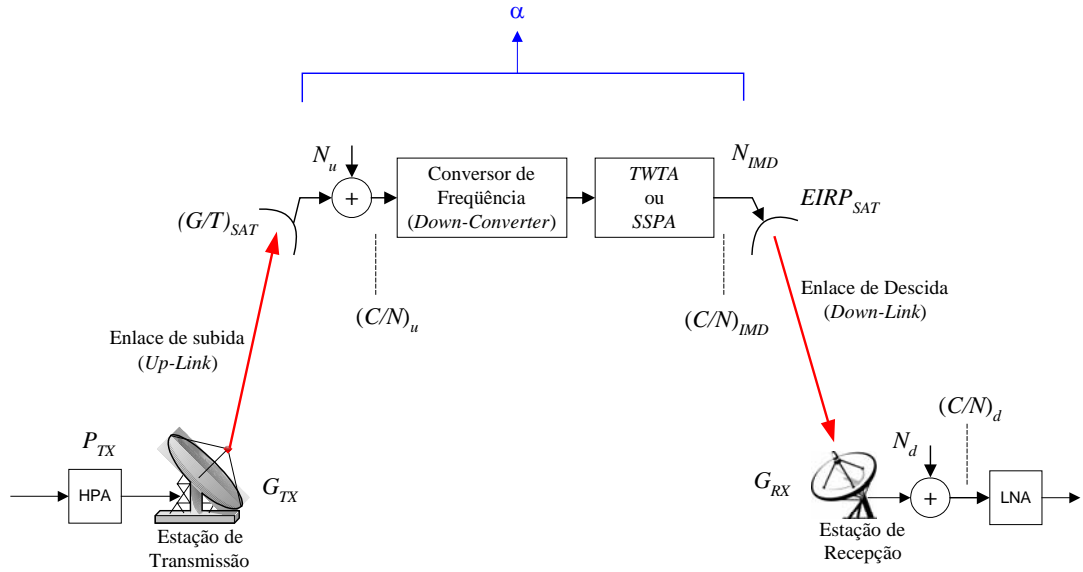 α
N_u
+
Conversor de
Freqüência
(Down-Converter)
TWTA
ou
SSPA
N_IMD
EIRP_SAT
(G/T)_SAT
(C/N)_u
(C/N)_IMD
Enlace de subida
(Up-Link)
Enlace de Descida
(Down-Link)
P_TX
HPA
G_TX
Estação de
Transmissão
G_RX
Estação de
Recepção
N_d
+
(C/N)_d
LNA